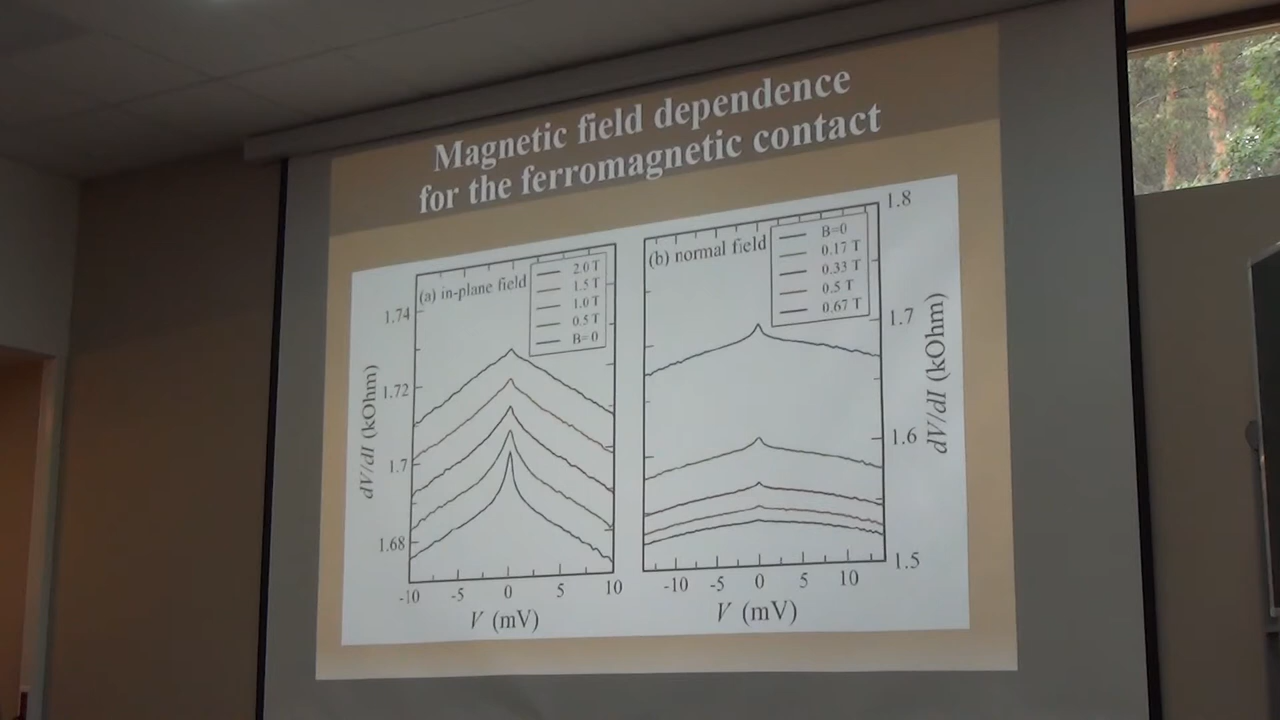 Magnetic field dependence
for the ferromagnetic contact
(a) in-plane field
2.0 T
1.5 T
1.0 T
0.5 T
B=0
1.74
1.72
1.7
1.68
dV/dI (kOhm)
-10 -5 0 5 10
V (mV)
(b) normal field
B=0
0.17 T
0.33 T
0.5 T
0.67 T
1.8
1.7
1.6
1.5
dV/dI (kOhm)
-10 -5 0 5 10
V (mV)